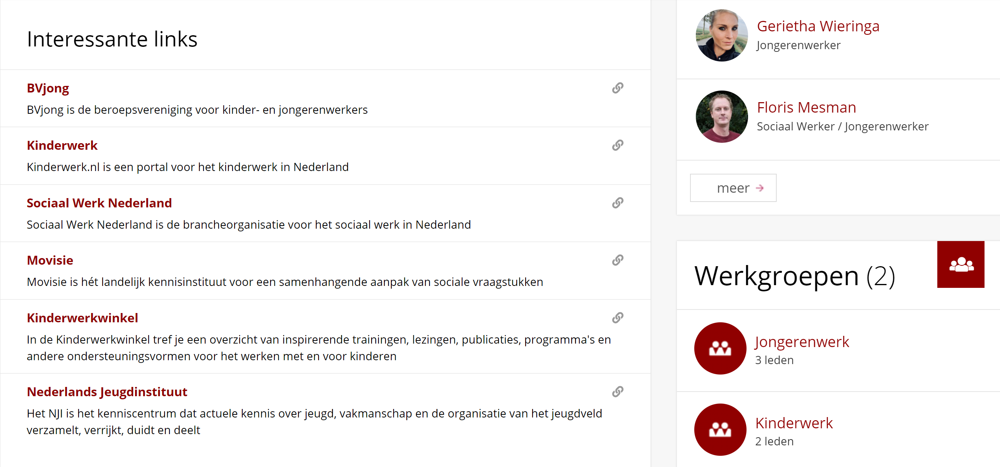 Interessante links
BVjong
BVjong is de beroepsvereniging voor kinder- en jongerenwerkers
Kinderwerk
Kinderwerk.nl is een portal voor het kinderwerk in Nederland
Sociaal Werk Nederland
Sociaal Werk Nederland is de brancheorganisatie voor het sociaal werk in Nederland
Movisie
Movisie is hét landelijk kennisinstituut voor een samenhangende aanpak van sociale vraagstukken
Kinderwerkwinkel
In de Kinderwerkwinkel tref je een overzicht van inspirerende trainingen, lezingen, publicaties, programma's en
andere ondersteuningsvormen voor het werken met en voor kinderen
Nederlands Jeugdinstituut
Het NJI is het kenniscentrum dat actuele kennis over jeugd, vakmanschap en de organisatie van het jeugdveld
verzamelt, verrijkt, duidt en deelt
Gerietha Wieringa
Jongerenwerker
Floris Mesman
Sociaal Werker / Jongerenwerker
meer
Werkgroepen (2)
Jongerenwerk
3 leden
Kinderwerk
2 leden